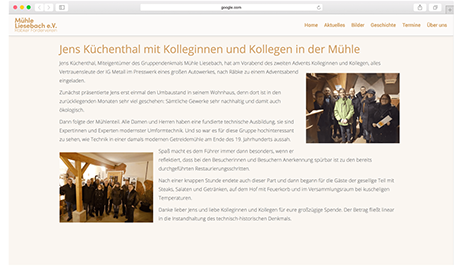 google.com
Mühle
Liesebach e.V.
Räbker Förderverein
Home Aktuelles Bilder Geschichte Termine Über uns
Jens Küchenthal mit Kolleginnen und Kollegen in der Mühle
Jens Küchenthal, Miteigentümer des Gruppendenkmals Mühle Liesebach, hat am Vorabend des zweiten Advents Kolleginnen und Kollegen, alles
Vertrauensleute der IG Metall im Presswerk eines großen Autowerkes, nach Räbke zu einem Adventsabend
eingeladen.
Zunächst präsentierte Jens erst einmal den Umbaustand in seinem Wohnhaus, denn dort ist in den
zurückliegenden Monaten sehr viel geschehen: Sämtliche Gewerke sehr nachhaltig und damit auch
ökologisch.
Dann folgte der Mühlenteil. Alle Damen und Herren haben eine fundierte technische Ausbildung, sie sind
Expertinnen und Experten modernster Umformtechnik. Und so war es für diese Gruppe hochinteressant
zu sehen, wie Technik in einer damals modernen Getreidemühle am Ende des 19. Jahrhunderts aussah.
Spaß macht es dem Führer immer dann besonders, wenn er
reflektiert, dass bei den Besucherinnen und Besuchern Anerkennung spürbar ist zu den bereits
durchgeführten Restaurierungsschritten.
Nach einer knappen Stunde endete auch dieser Part und dann begann für die Gäste der gesellige Teil mit
Steaks, Salaten und Getränken, auf dem Hof mit Feuerkorb und im Versammlungsraum bei kuscheligen
Temperaturen.
Danke lieber Jens und liebe Kolleginnen und Kollegen für eure großzügige Spende. Der Betrag fließt linear
in die Instandhaltung des technisch-historischen Denkmals.